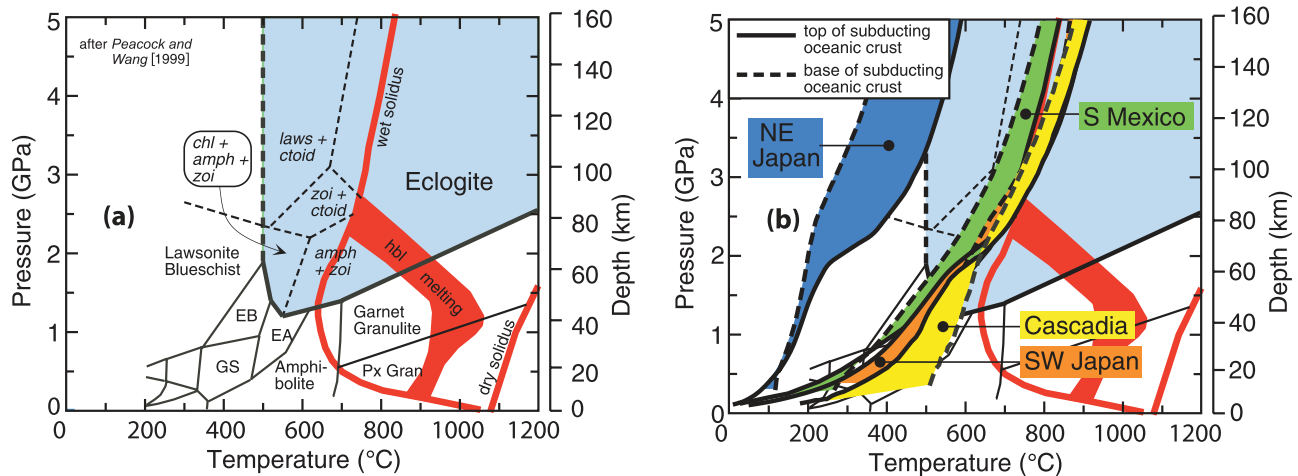 after Peacock and
Wang [1999]
chl +
amph +
zoi
laws +
ctoid
zoi +
ctoid
amph
+ zoi
wet solidus
Eclogite
(a)
Lawsonite
Blueschist
hbl
melting
EB
EA
GS
Amphi-
bolite
Garnet
Granulite
Px Gran
dry solidus
5
4
3
2
1
0
Pressure (GPa)
160
140
120
100
80
60
40
20
0
Depth (km)
0
200
400
600
800
1000
1200
Temperature (°C)
top of subducting
oceanic crust
base of subducting
oceanic crust
NE
Japan
S Mexico
(b)
Cascadia
SW Japan
5
4
3
2
1
0
Pressure (GPa)
160
140
120
100
80
60
40
20
0
Depth (km)
0
200
400
600
800
1000
1200
Temperature (°C)